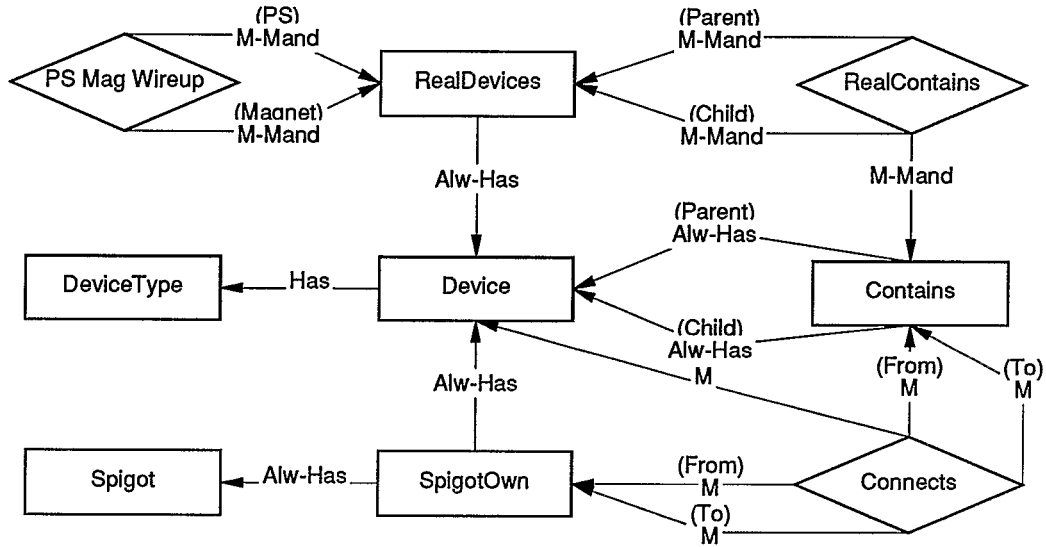 (PS)
M-Mand
(Parent)
M-Mand
PS Mag Wireup
RealDevices
RealContains
(Magnet)
M-Mand
(Child)
M-Mand
Alw-Has
M-Mand
(Parent)
Alw-Has
DeviceType
Has
Device
Contains
(Child)
Alw-Has
M
Alw-Has
(From)
M
(To)
M
Spigot
Alw-Has
SpigotOwn
(From)
M
Connects
(To)
M